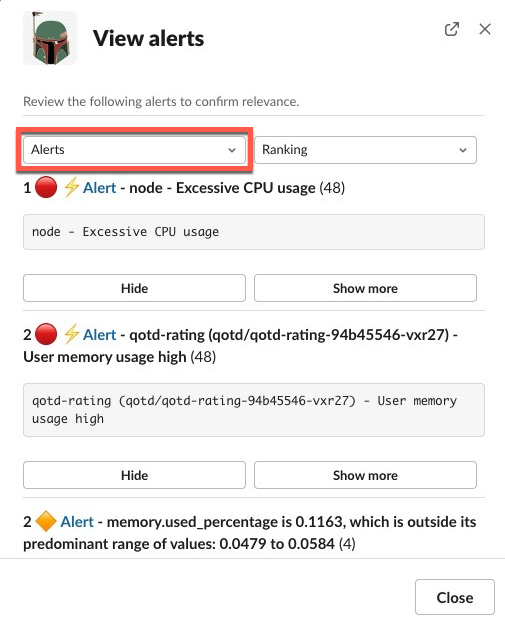 View alerts
Review the following alerts to confirm relevance.
Alerts
Ranking
1 Alert - node - Excessive CPU usage (48)
node - Excessive CPU usage
Hide
Show more
2 Alert - qotd-rating (qotd/qotd-rating-94b45546-vxr27) -
User memory usage high (48)
qotd-rating (qotd/qotd-rating-94b45546-vxr27) - User memory
usage high
Hide
Show more
2 Alert - memory.used_percentage is 0.1163, which is outside its
predominant range of values: 0.0479 to 0.0584 (4)
Close